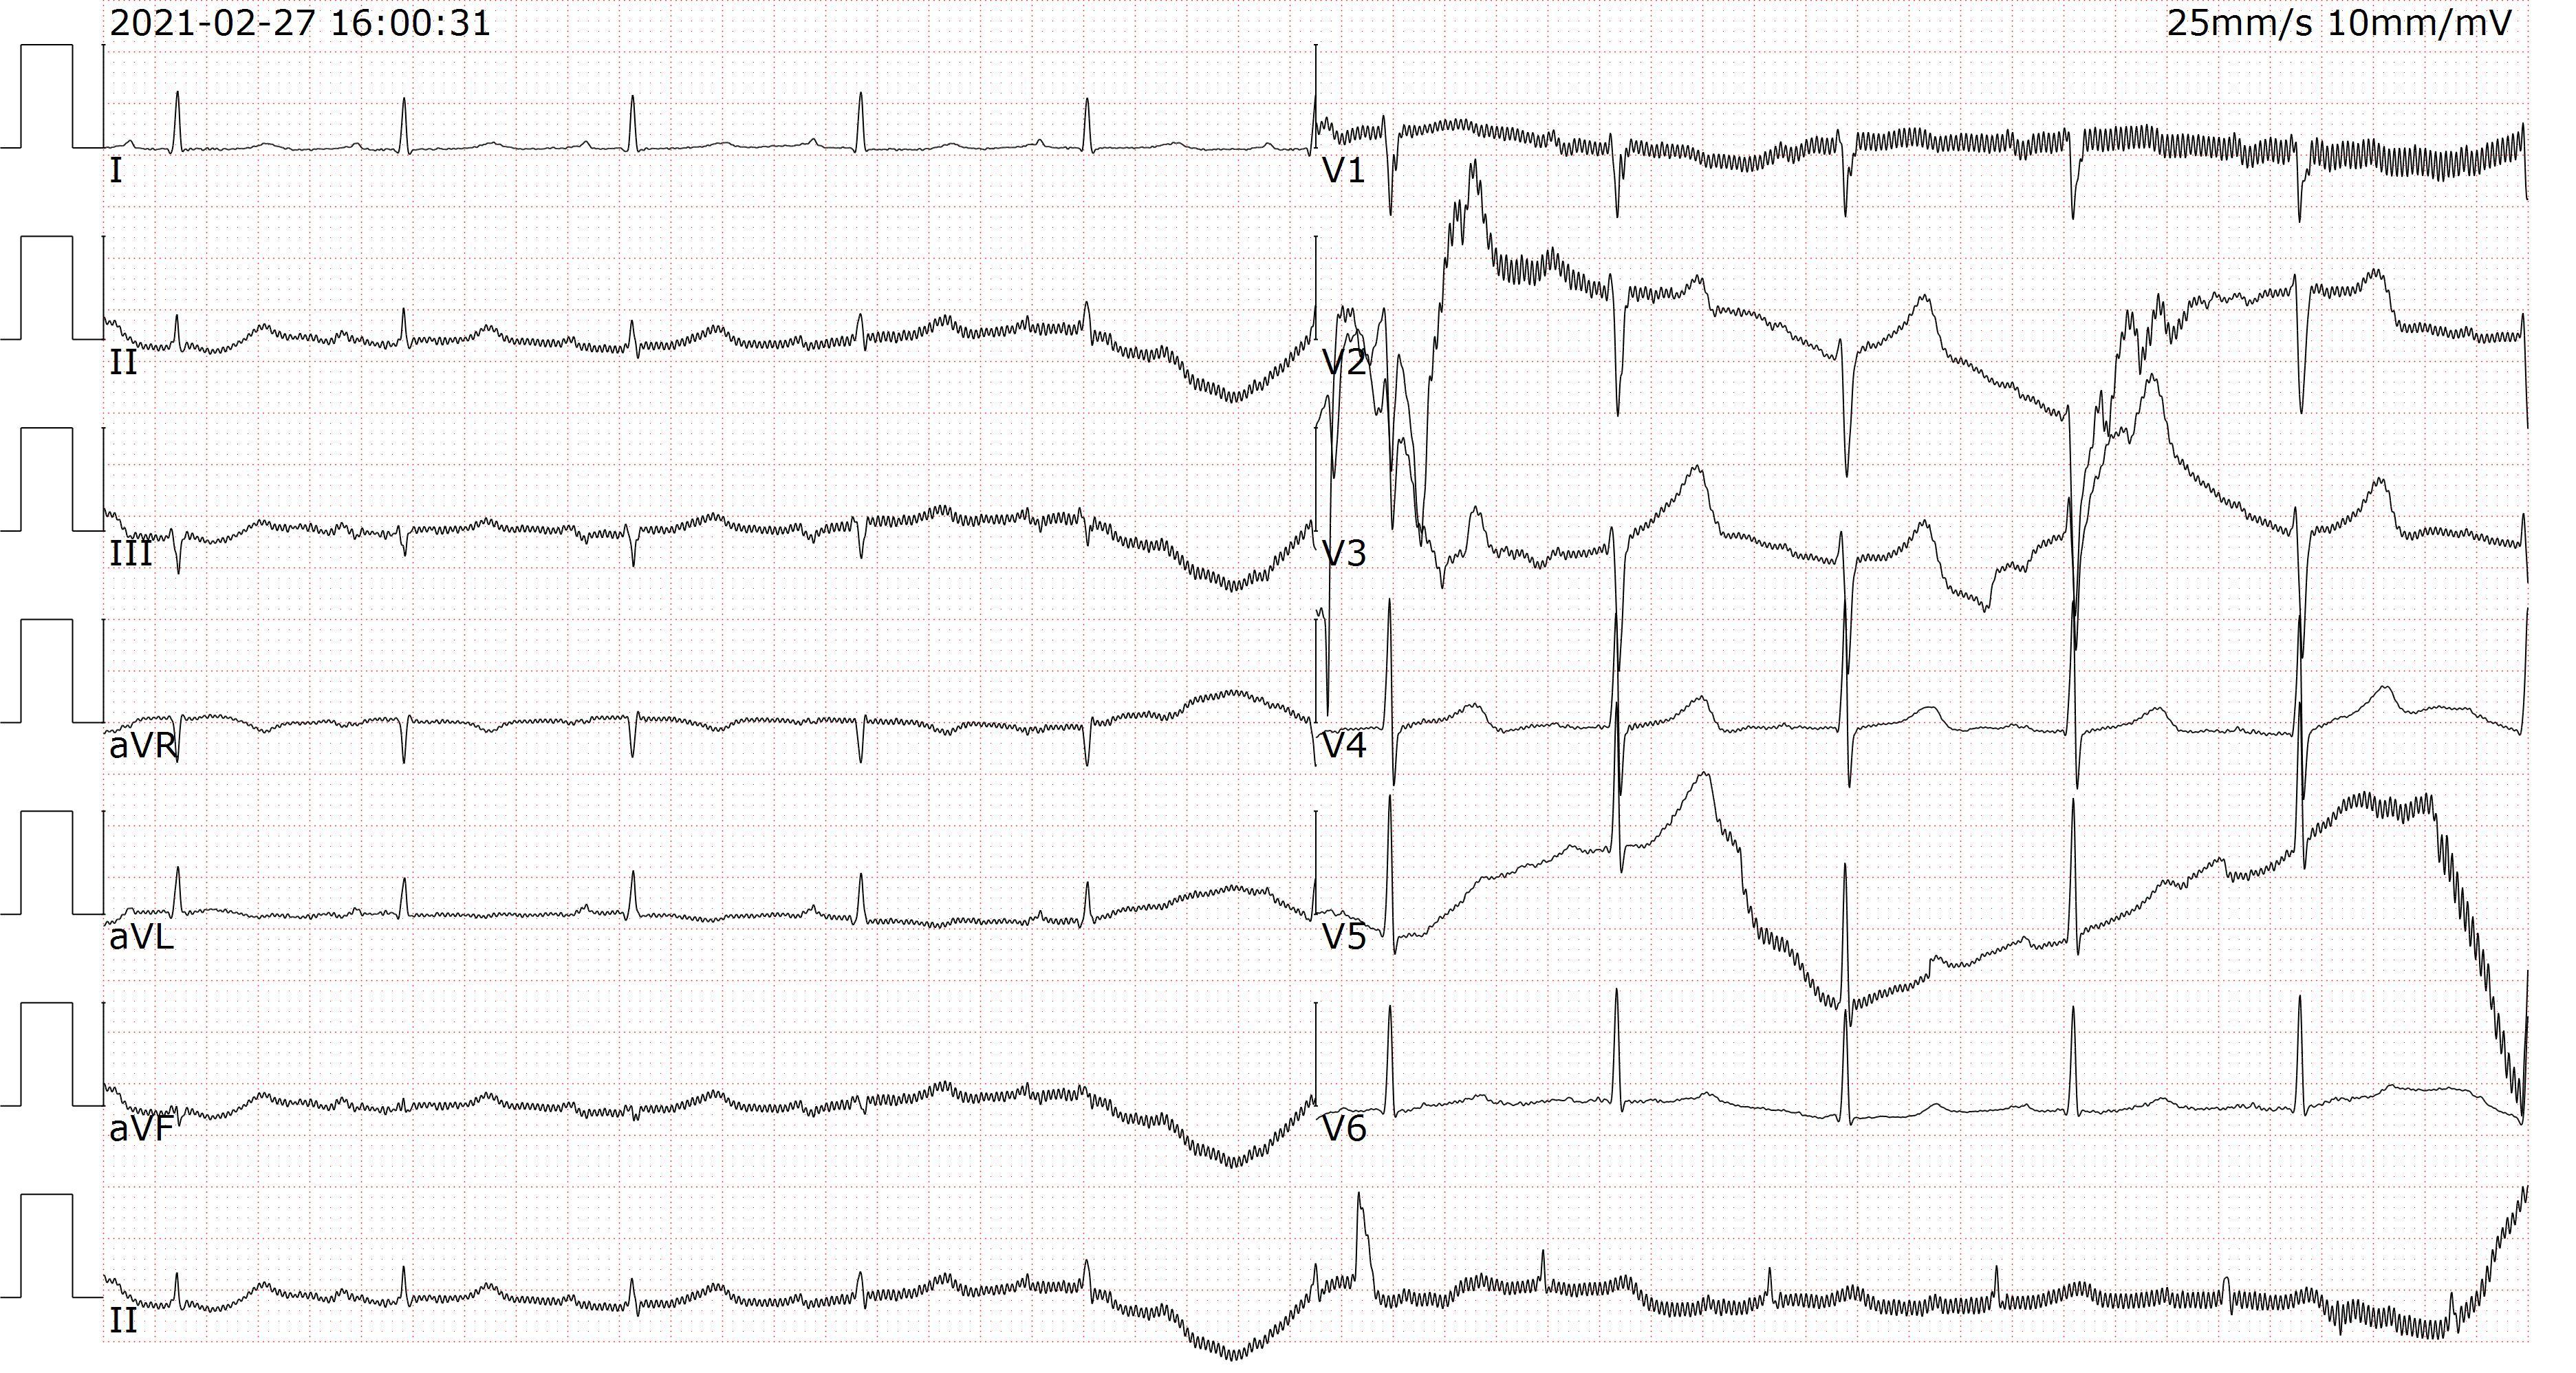 2021-02-27 16:00:31 25mm/s 10mm/mV
I V1
II V2
III V3
aVR V4
aVL V5
aVF V6
II